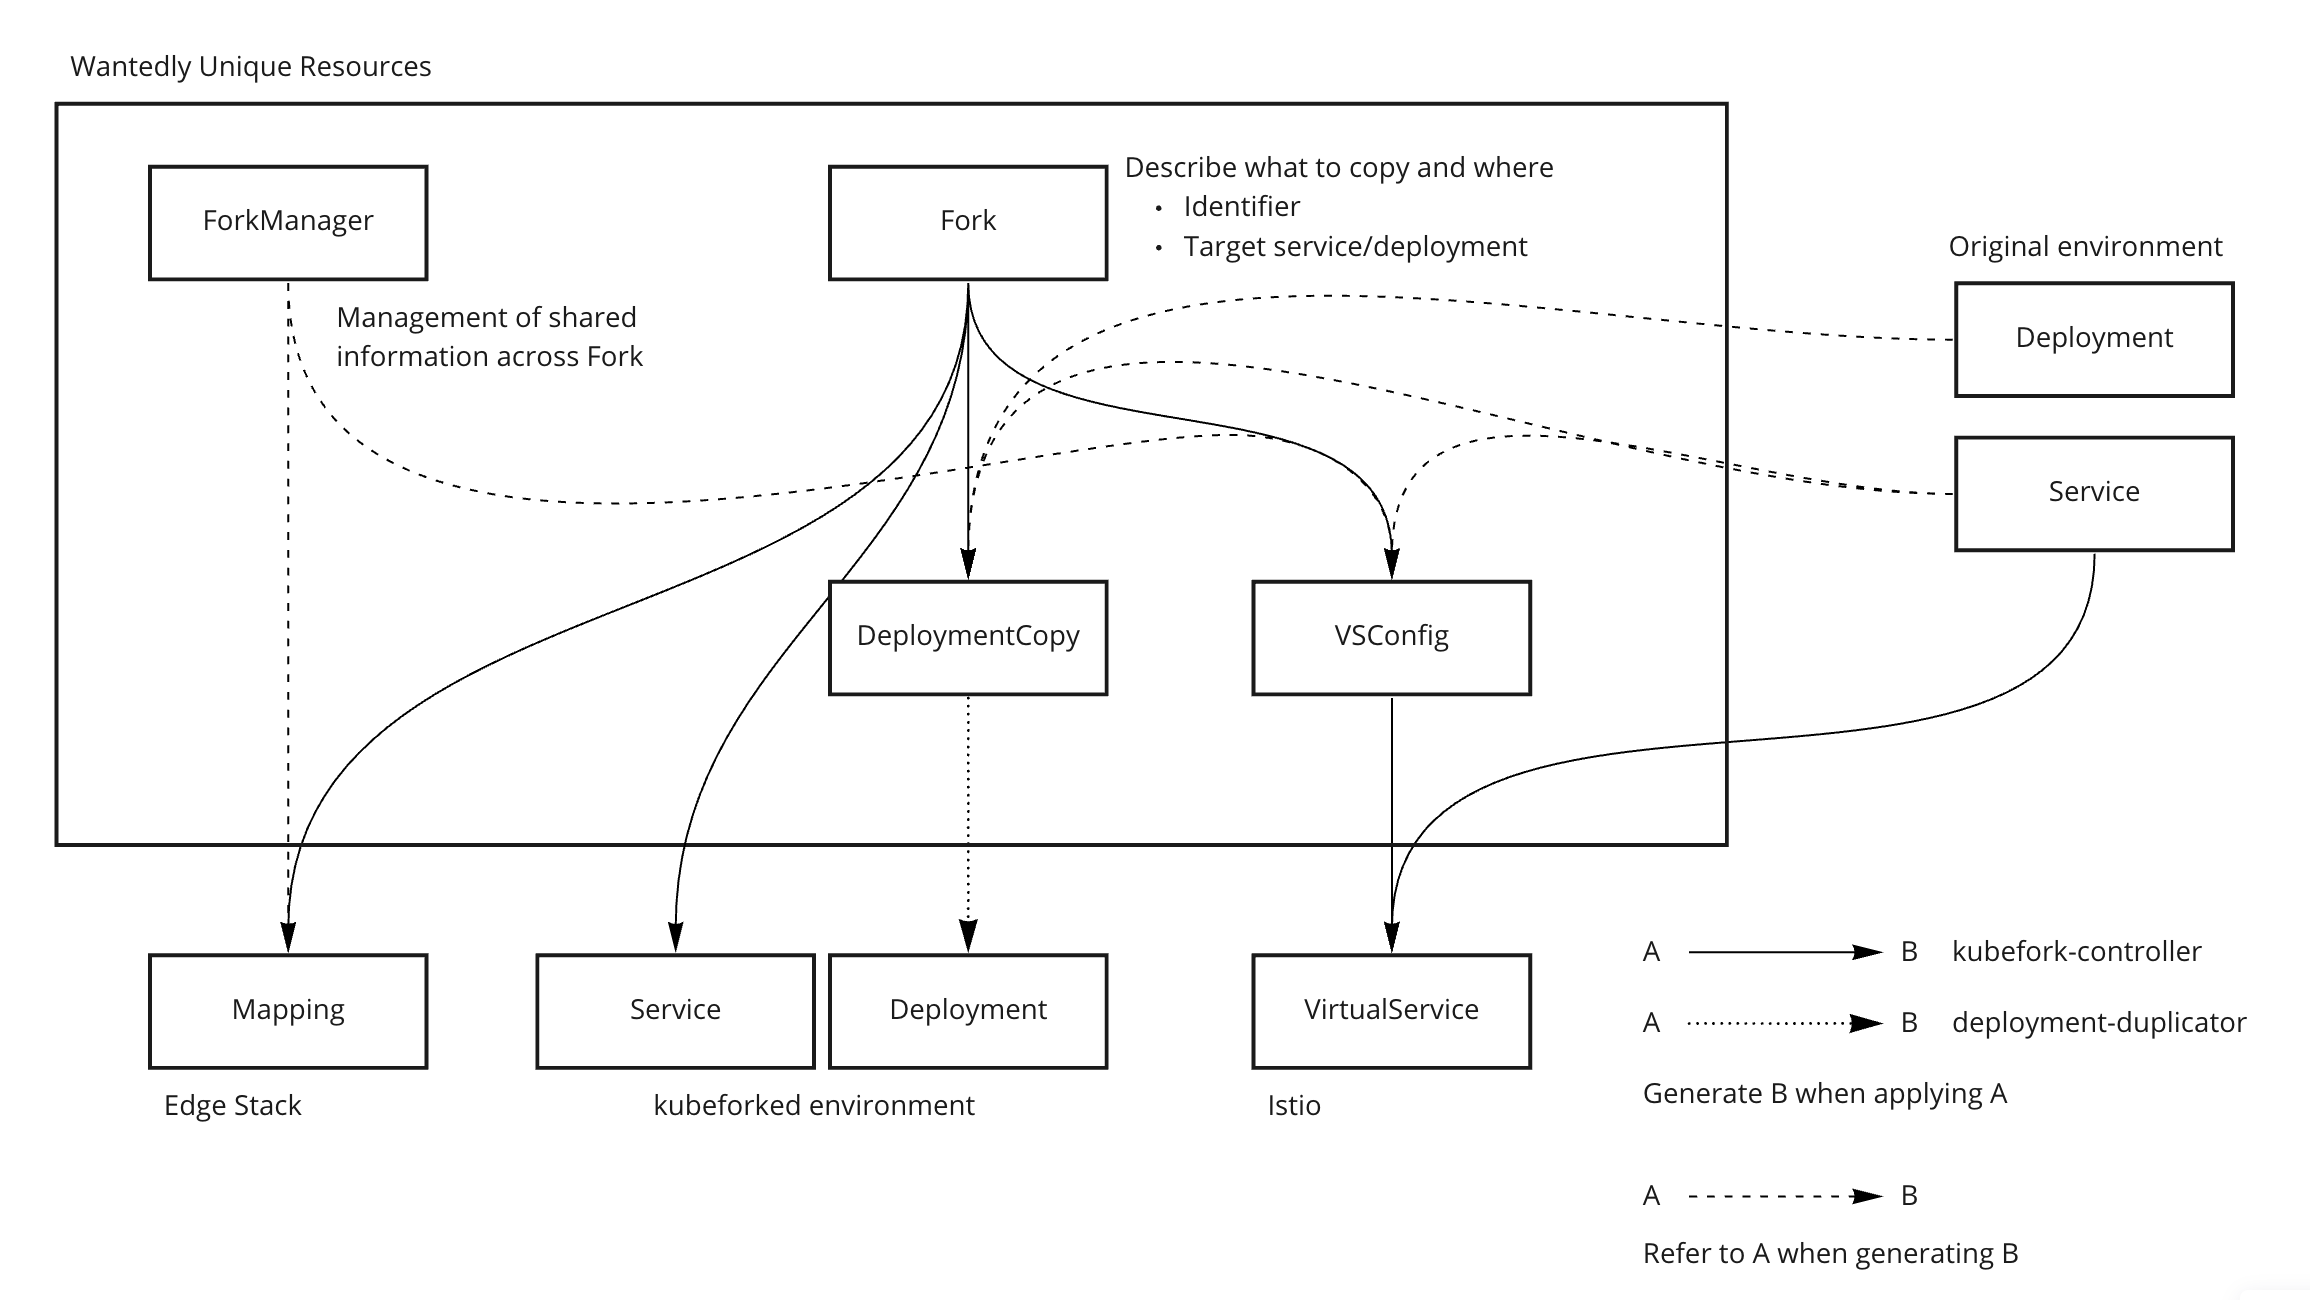 Wantedly Unique Resources
ForkManager
Fork
Describe what to copy and where
• Identifier
• Target service/deployment
Management of shared
information across Fork
Original environment
Deployment
Service
DeploymentCopy
VSConfig
Mapping
Service
Deployment
VirtualService
Edge Stack
kubeforked environment
Istio
A B kubefork-controller
A B deployment-duplicator
Generate B when applying A
A B
Refer to A when generating B